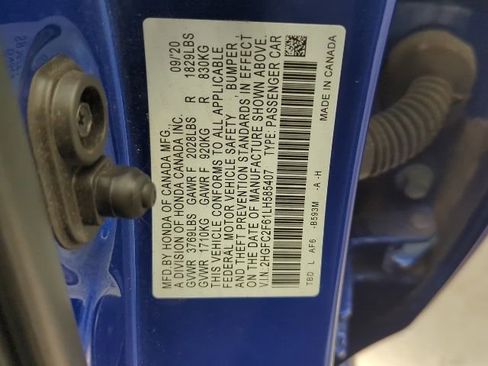 MFD.BY HONDA OF CANADA MFG., 09/20
A DIVISION OF HONDA CANADA INC.
GVWR 3769LBS GAWR F 2028LBS R 1829LBS
GVWR 1710KG GAWR F 920KG R 830KG
THIS VEHICLE CONFORMS TO ALL APPLICABLE
FEDERAL MOTOR VEHICLE SAFETY BUMPER,
AND THEFT PREVENTION STANDARDS IN EFFECT
ON THE DATE OF MANUFACTURE SHOWN ABOVE.
V.I.N.:2HGFC2F61LH585407 TYPE: PASSENGER CAR
TBD L AF6 -B593M -A -H
MADE IN CANADA